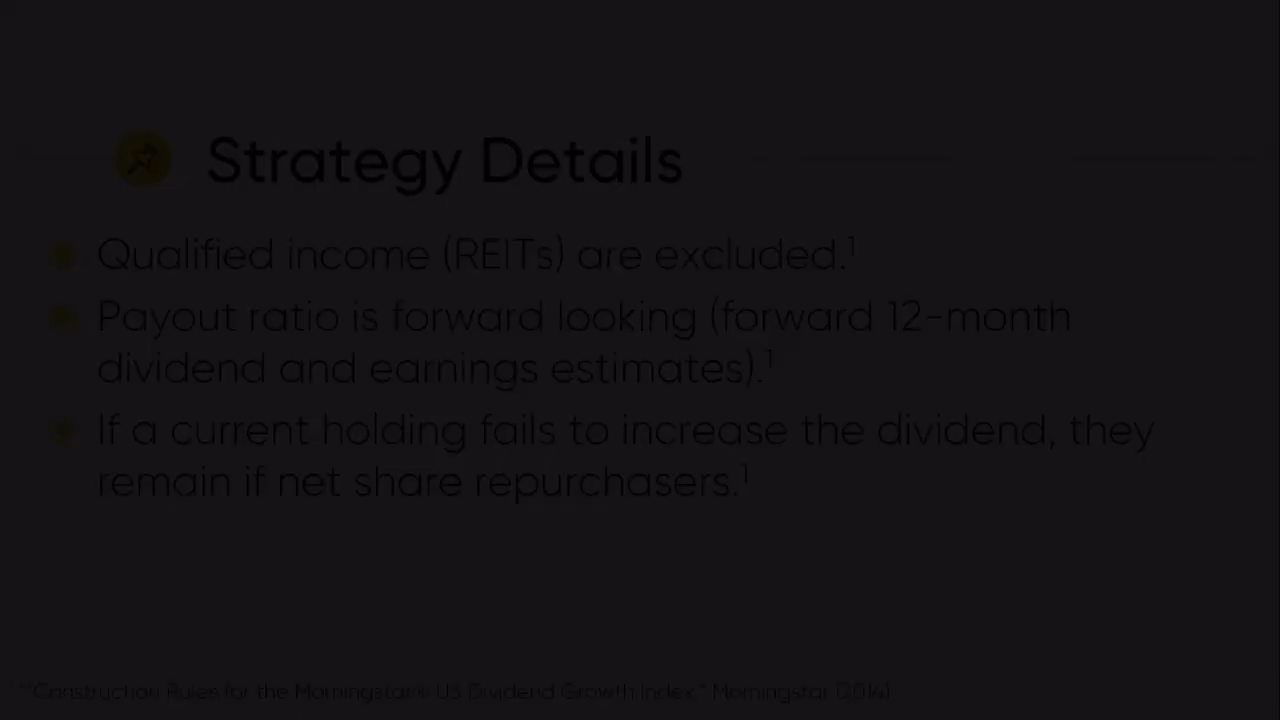 Strategy Details
Qualified income (REITs) are excluded.¹
Payout ratio is forward looking (forward 12-month
dividend and earnings estimates).¹
If a current holding fails to increase the dividend, they
remain if net share repurchasers.¹
¹ "Construction Rules for the Morningstar® US Dividend Growth Index." Morningstar (2014).